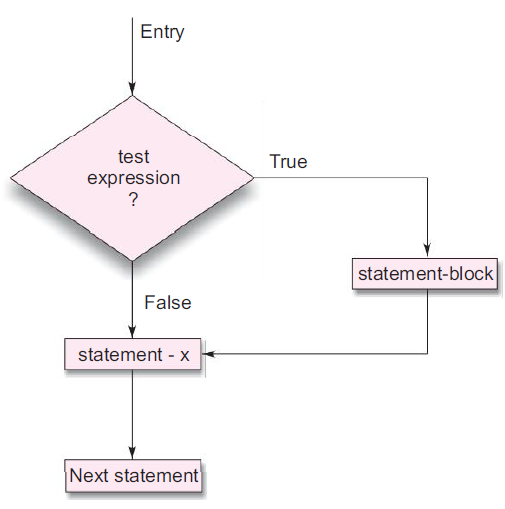 Entry
test
expression
?
True
statement-block
False
statement - x
Next statement